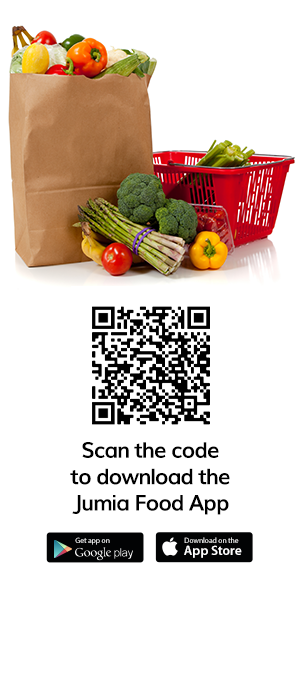 Scan the code
to download the
Jumia Food App
Get app on
Google play
Download on the
App Store